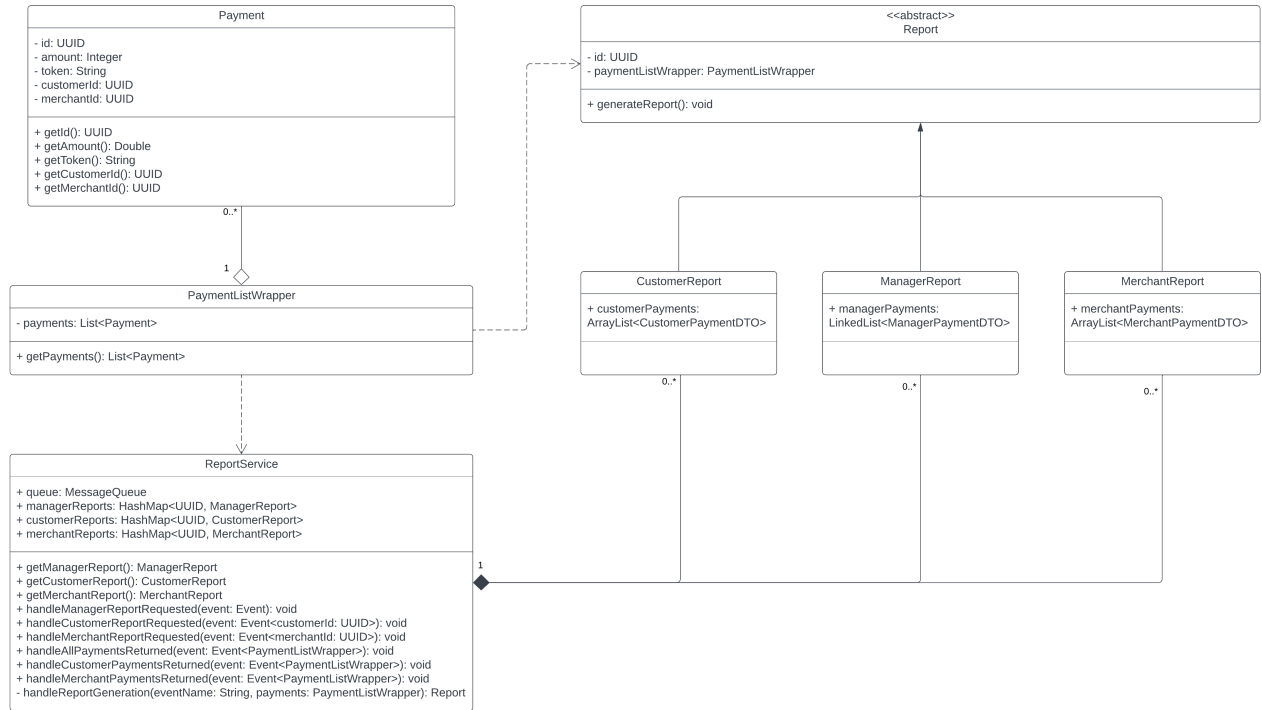 Payment
- id: UUID
- amount: Integer
- token: String
- customerId: UUID
- merchantId: UUID
+ getId(): UUID
+ getAmount(): Double
+ getToken(): String
+ getCustomerId(): UUID
+ getMerchantId(): UUID
0..*
1
PaymentListWrapper
- payments: List<Payment>
+ getPayments(): List<Payment>
ReportService
+ queue: MessageQueue
+ managerReports: HashMap<UUID, ManagerReport>
+ customerReports: HashMap<UUID, CustomerReport>
+ merchantReports: HashMap<UUID, MerchantReport>
+ getManagerReport(): ManagerReport
+ getCustomerReport(): CustomerReport
+ getMerchantReport(): MerchantReport
+ handleManagerReportRequested(event: Event): void
+ handleCustomerReportRequested(event: Event<customerId: UUID>): void
+ handleMerchantReportRequested(event: Event<merchantId: UUID>): void
+ handleAllPaymentsReturned(event: Event<PaymentListWrapper>): void
+ handleCustomerPaymentsReturned(event: Event<PaymentListWrapper>): void
+ handleMerchantPaymentsReturned(event: Event<PaymentListWrapper>): void
- handleReportGeneration(eventName: String, payments: PaymentListWrapper): Report
<<abstract>>
Report
- id: UUID
- paymentListWrapper: PaymentListWrapper
+ generateReport(): void
CustomerReport
+ customerPayments:
ArrayList<CustomerPaymentDTO>
0..*
ManagerReport
+ managerPayments:
LinkedList<ManagerPaymentDTO>
0..*
MerchantReport
+ merchantPayments:
ArrayList<MerchantPaymentDTO>
0..*
1